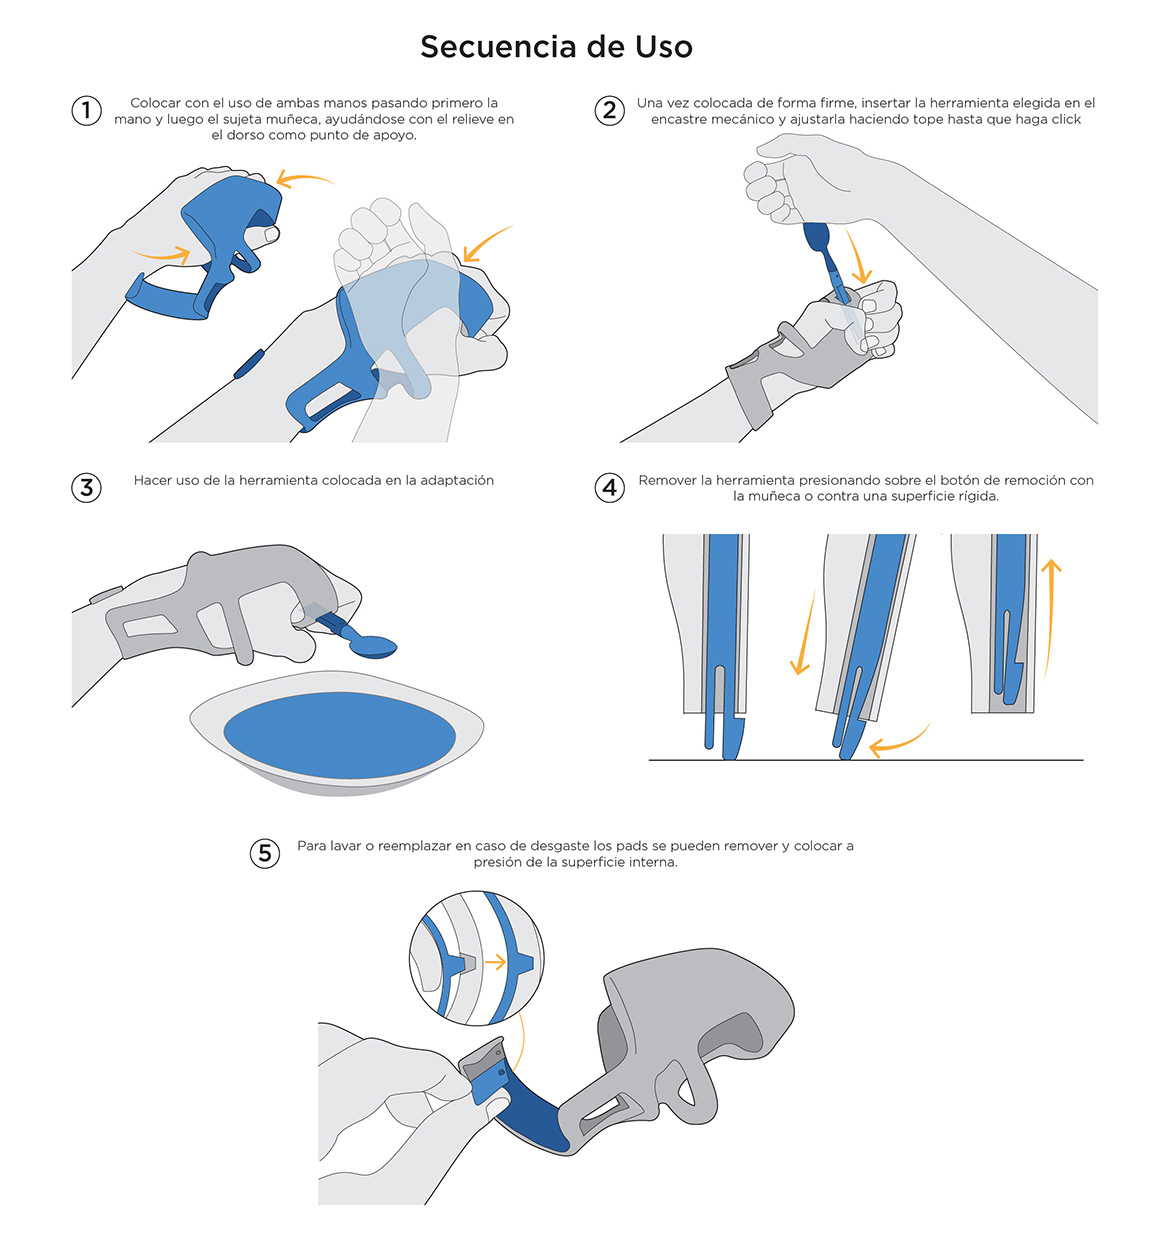 Secuencia de Uso
1
Colocar con el uso de ambas manos pasando primero la
mano y luego el sujeta muñeca, ayudándose con el relieve en
el dorso como punto de apoyo.
2
Una vez colocada de forma firme, insertar la herramienta elegida en el
encastre mecánico y ajustarla haciendo tope hasta que haga click
3
Hacer uso de la herramienta colocada en la adaptación
4
Remover la herramienta presionando sobre el botón de remoción con
la muñeca o contra una superficie rígida.
5
Para lavar o reemplazar en caso de desgaste los pads se pueden remover y colocar a
presión de la superficie interna.